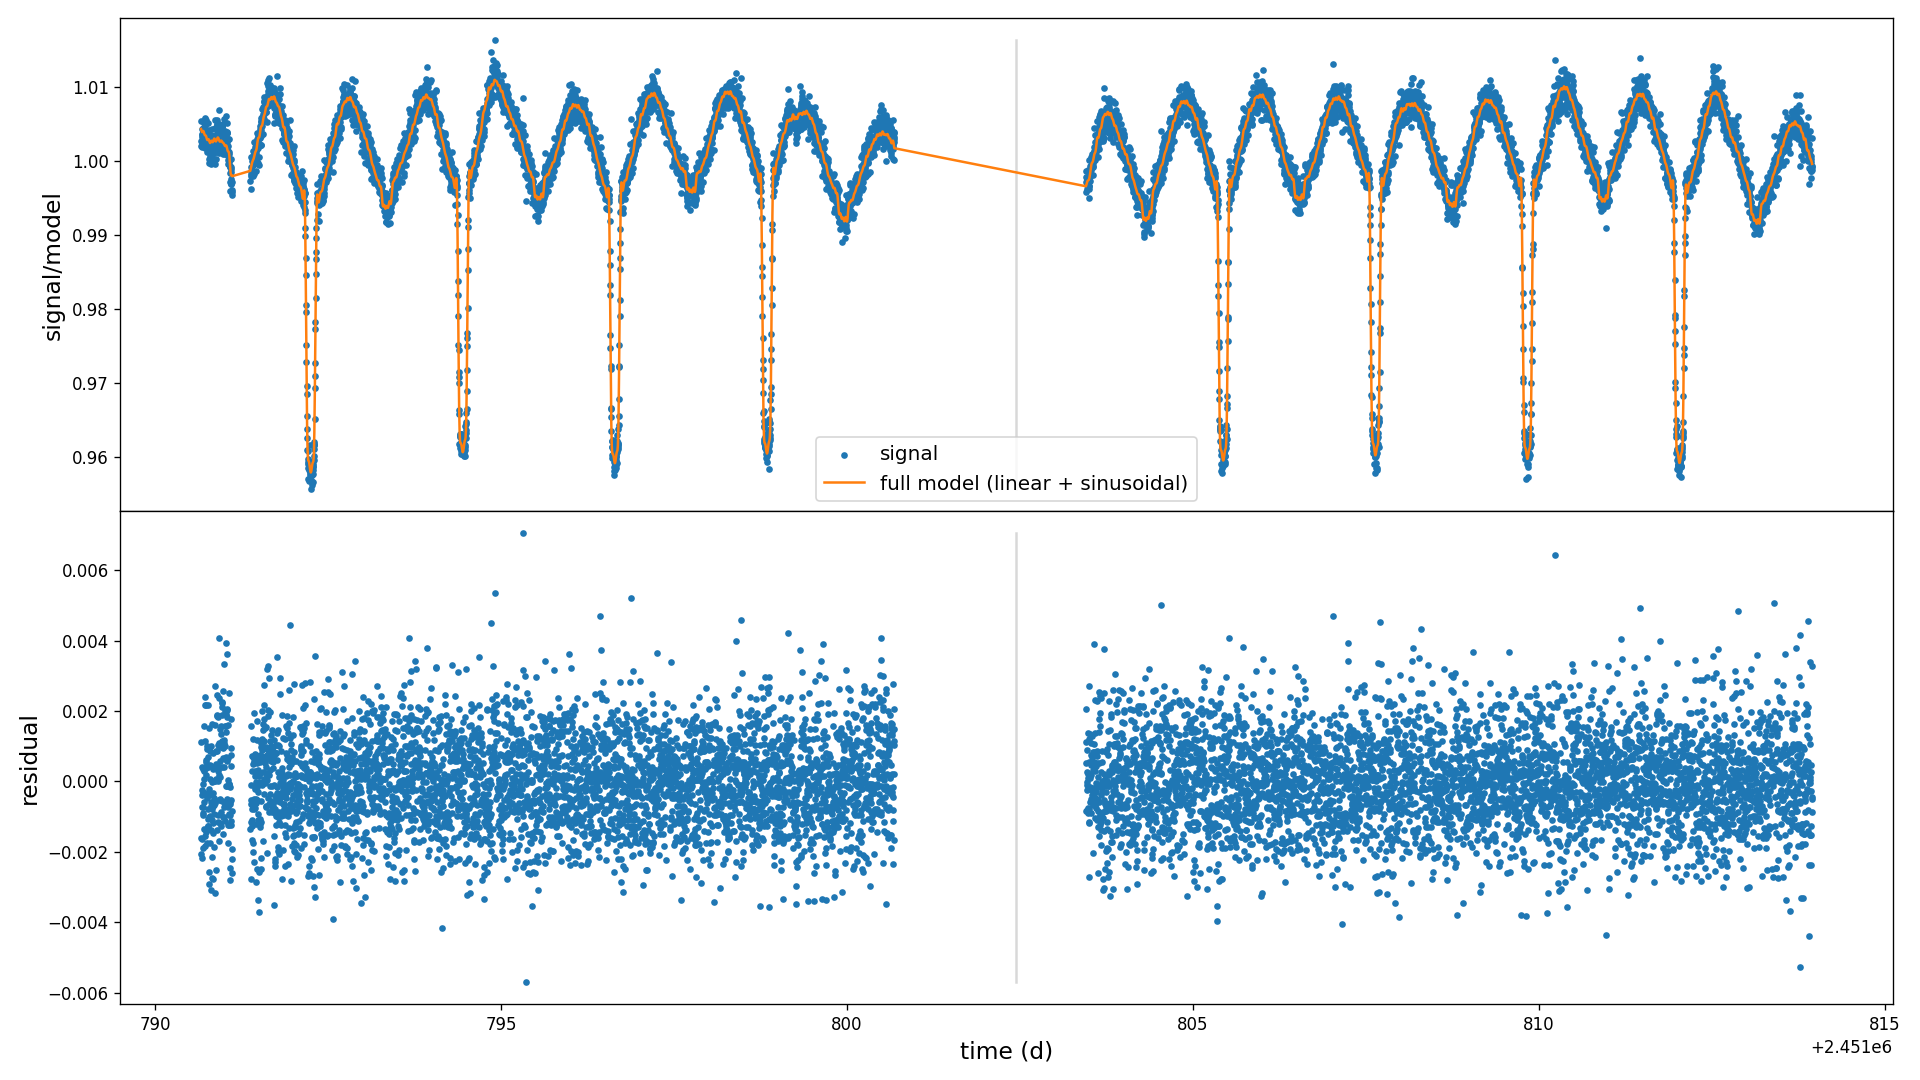 signal/model
1.01
1.00
0.99
0.98
0.97
0.96
signal
full model (linear + sinusoidal)
residual
0.006
0.004
0.002
0.000
−0.002
−0.004
−0.006
790 795 800 805 810 815
time (d)
+2.451e6